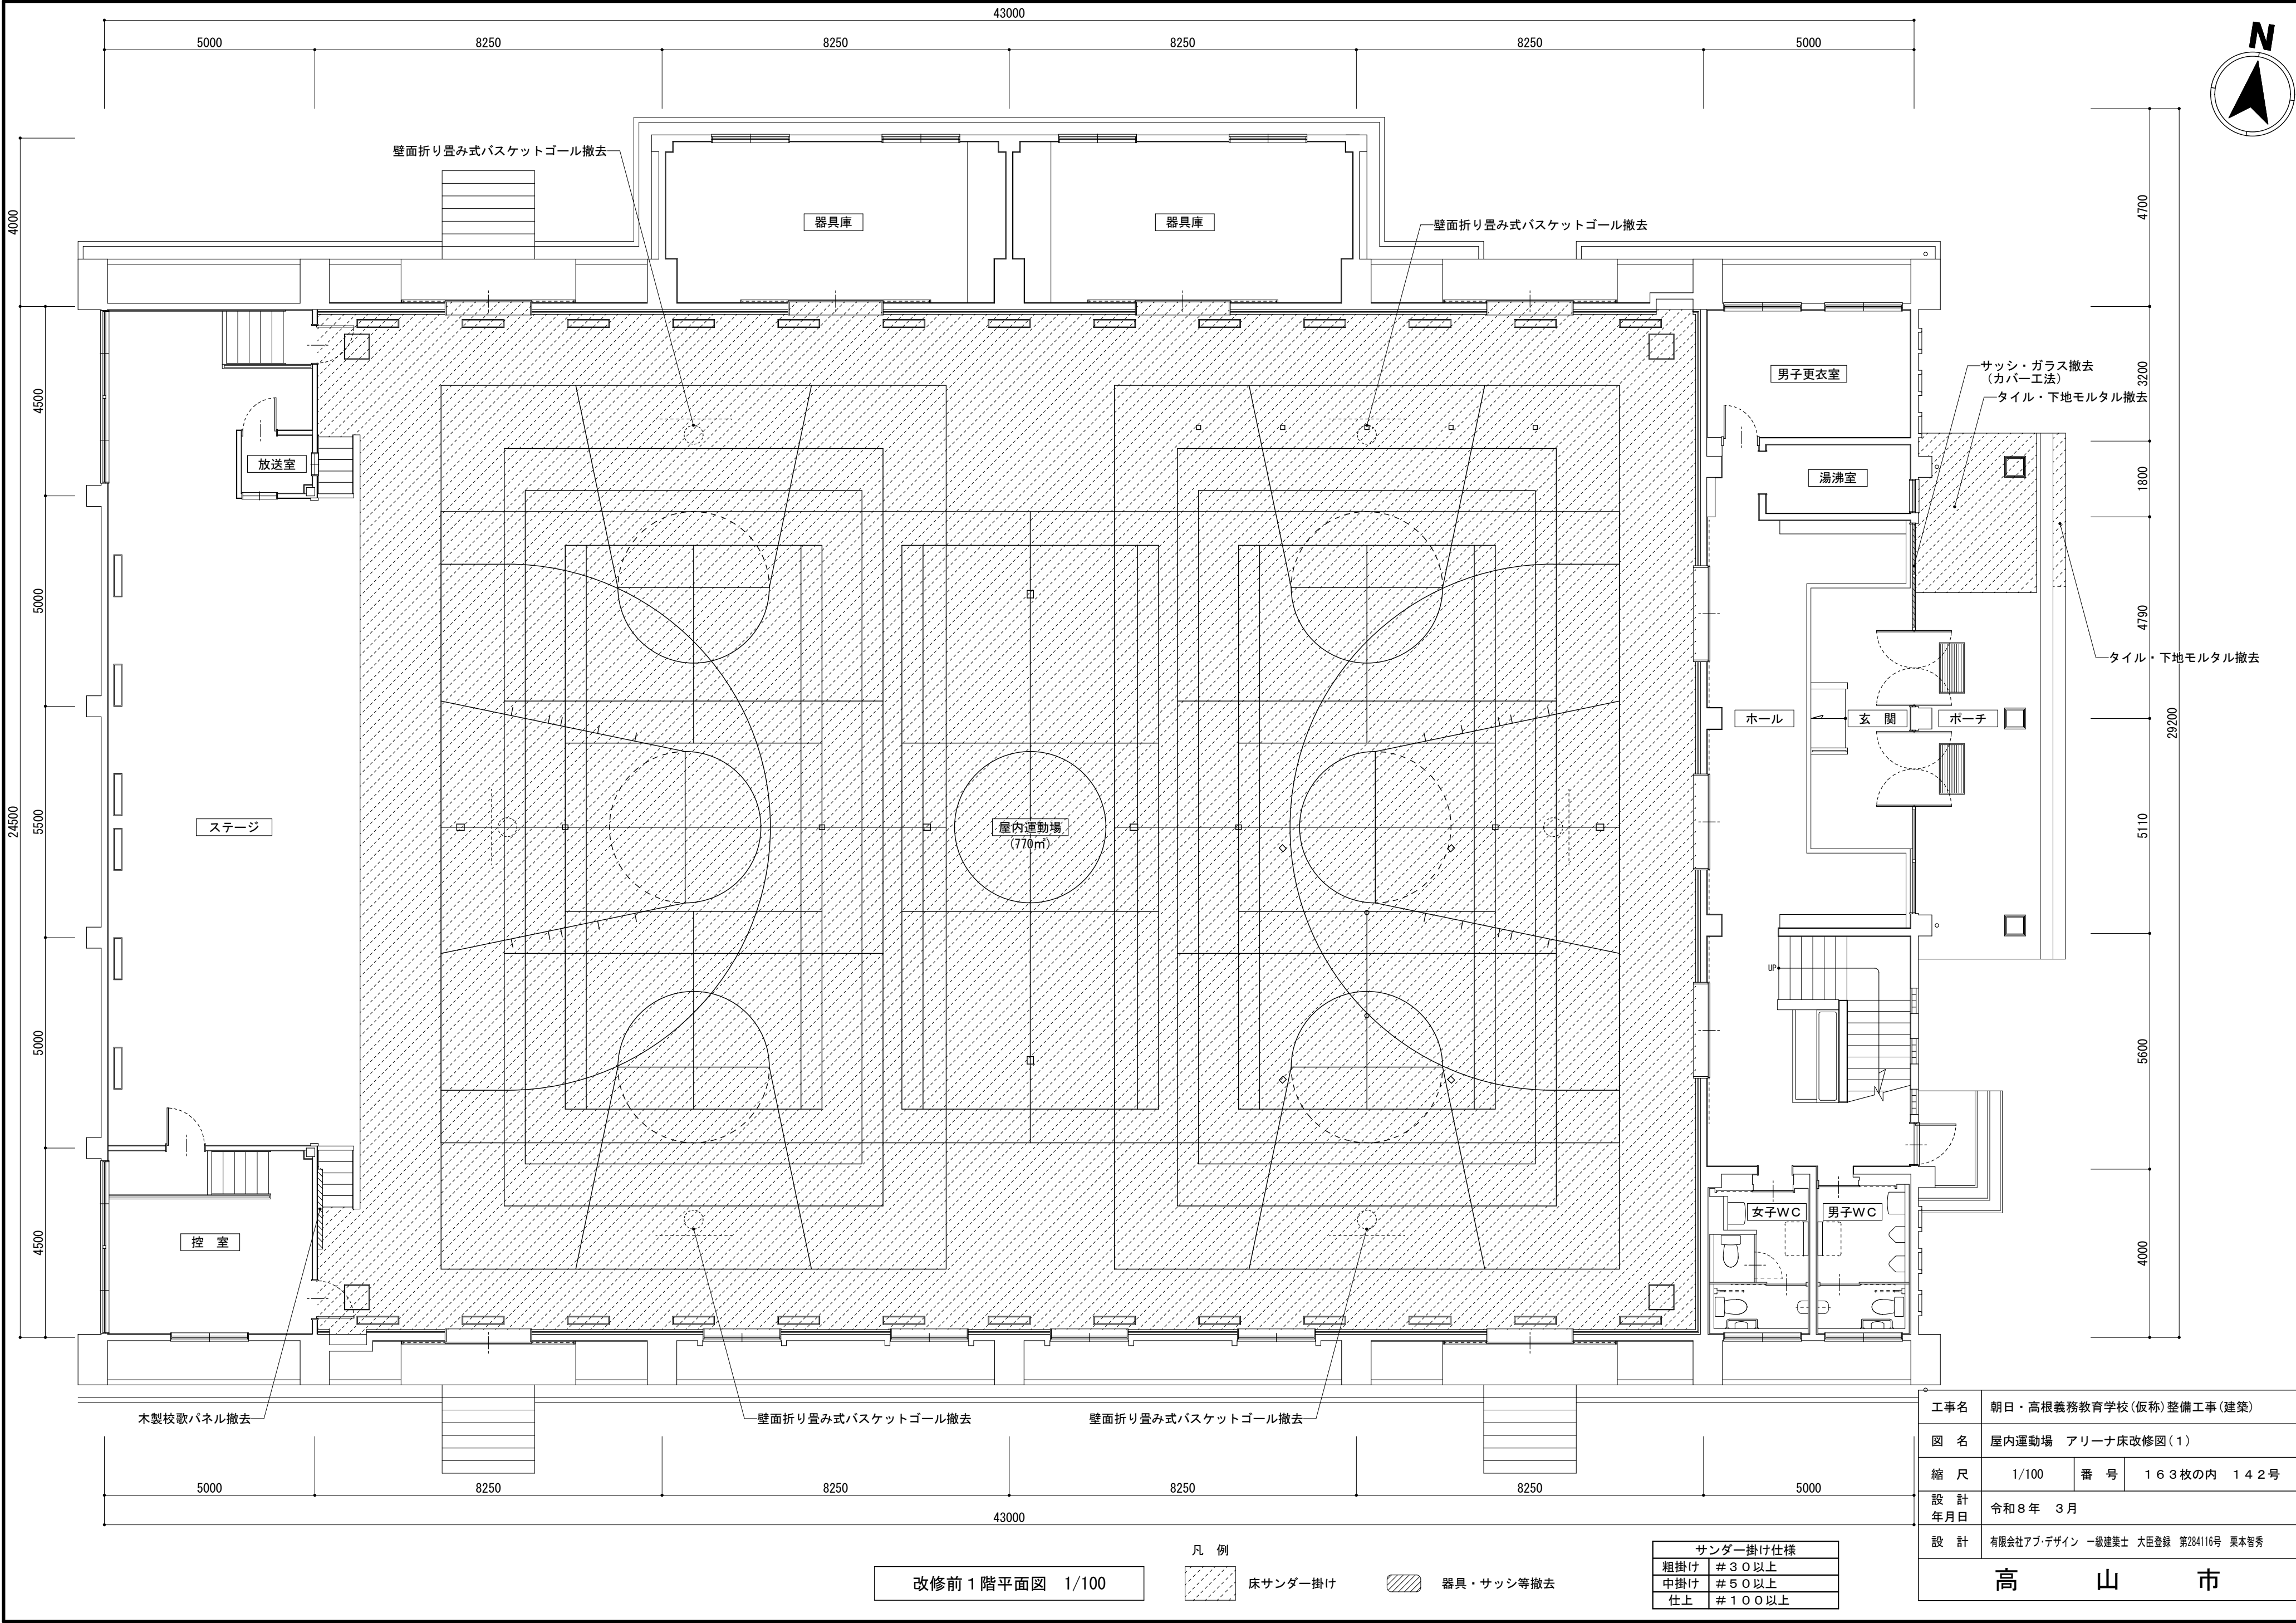 43000
5000
8250
8250
8250
8250
5000
N
壁面折り畳み式バスケットゴール撤去
器具庫
器具庫
壁面折り畳み式バスケットゴール撤去
4000
4700
男子更衣室
サッシ・ガラス撤去
(カバー工法)
3200
タイル・下地モルタル撤去
4500
放送室
湯沸室
1800
5000
4790
タイル・下地モルタル撤去
ホール
玄 関
ポーチ
29200
24500
5500
ステージ
屋内運動場
(770㎡)
5110
UP
5000
5600
女子WC
男子WC
控 室
4500
4000
木製校歌パネル撤去
壁面折り畳み式バスケットゴール撤去
壁面折り畳み式バスケットゴール撤去
5000
8250
8250
8250
8250
5000
43000
改修前1階平面図 1/100
凡 例
床サンダー掛け
器具・サッシ等撤去
サンダー掛け仕様
粗掛け #30以上
中掛け #50以上
仕上 #100以上
工事名 朝日・高根義務教育学校(仮称)整備工事(建築)
図 名 屋内運動場 アリーナ床改修図(1)
縮 尺 1/100 番 号 163枚の内 142号
設 計
年月日 令和8年 3月
設 計 有限会社アブ・デザイン 一級建築士 大臣登録 第284116号 栗本智秀
高 山 市